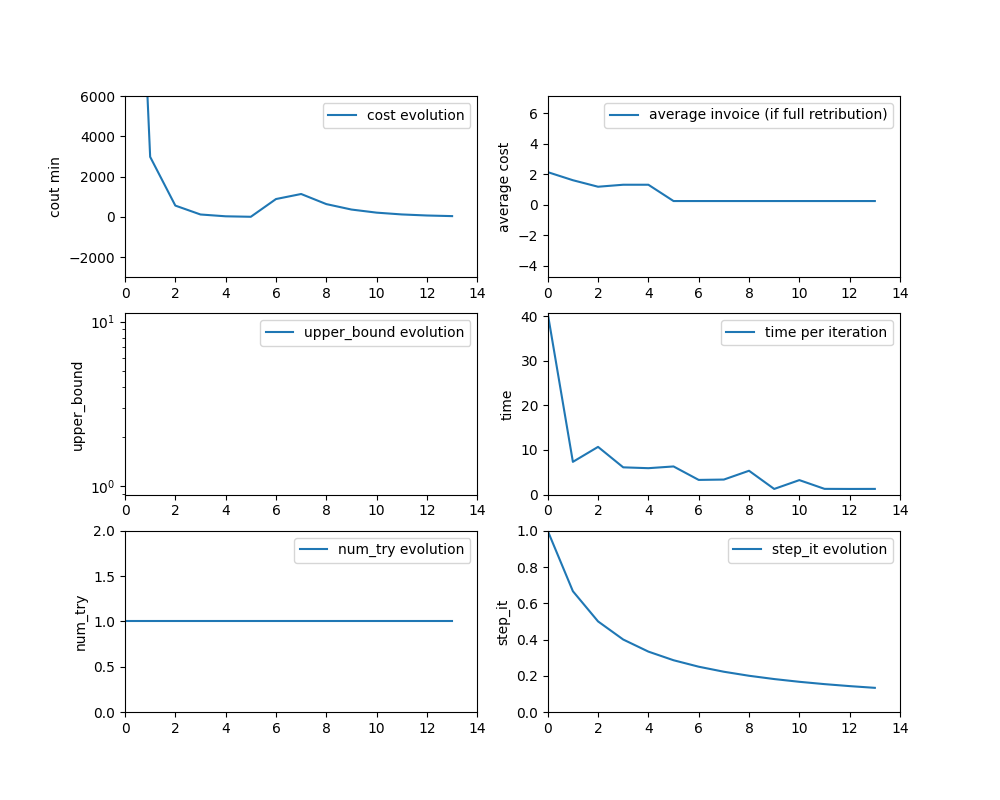 cost evolution
cout min
6000
4000
2000
0
−2000
0 2 4 6 8 10 12 14
average invoice (if full retribution)
average cost
6
4
2
0
−2
−4
0 2 4 6 8 10 12 14
upper_bound evolution
upper_bound
10¹
10⁰
0 2 4 6 8 10 12 14
time per iteration
time
40
30
20
10
0
0 2 4 6 8 10 12 14
num_try evolution
num_try
2.0
1.5
1.0
0.5
0.0
0 2 4 6 8 10 12 14
step_it evolution
step_it
1.0
0.8
0.6
0.4
0.2
0.0
0 2 4 6 8 10 12 14